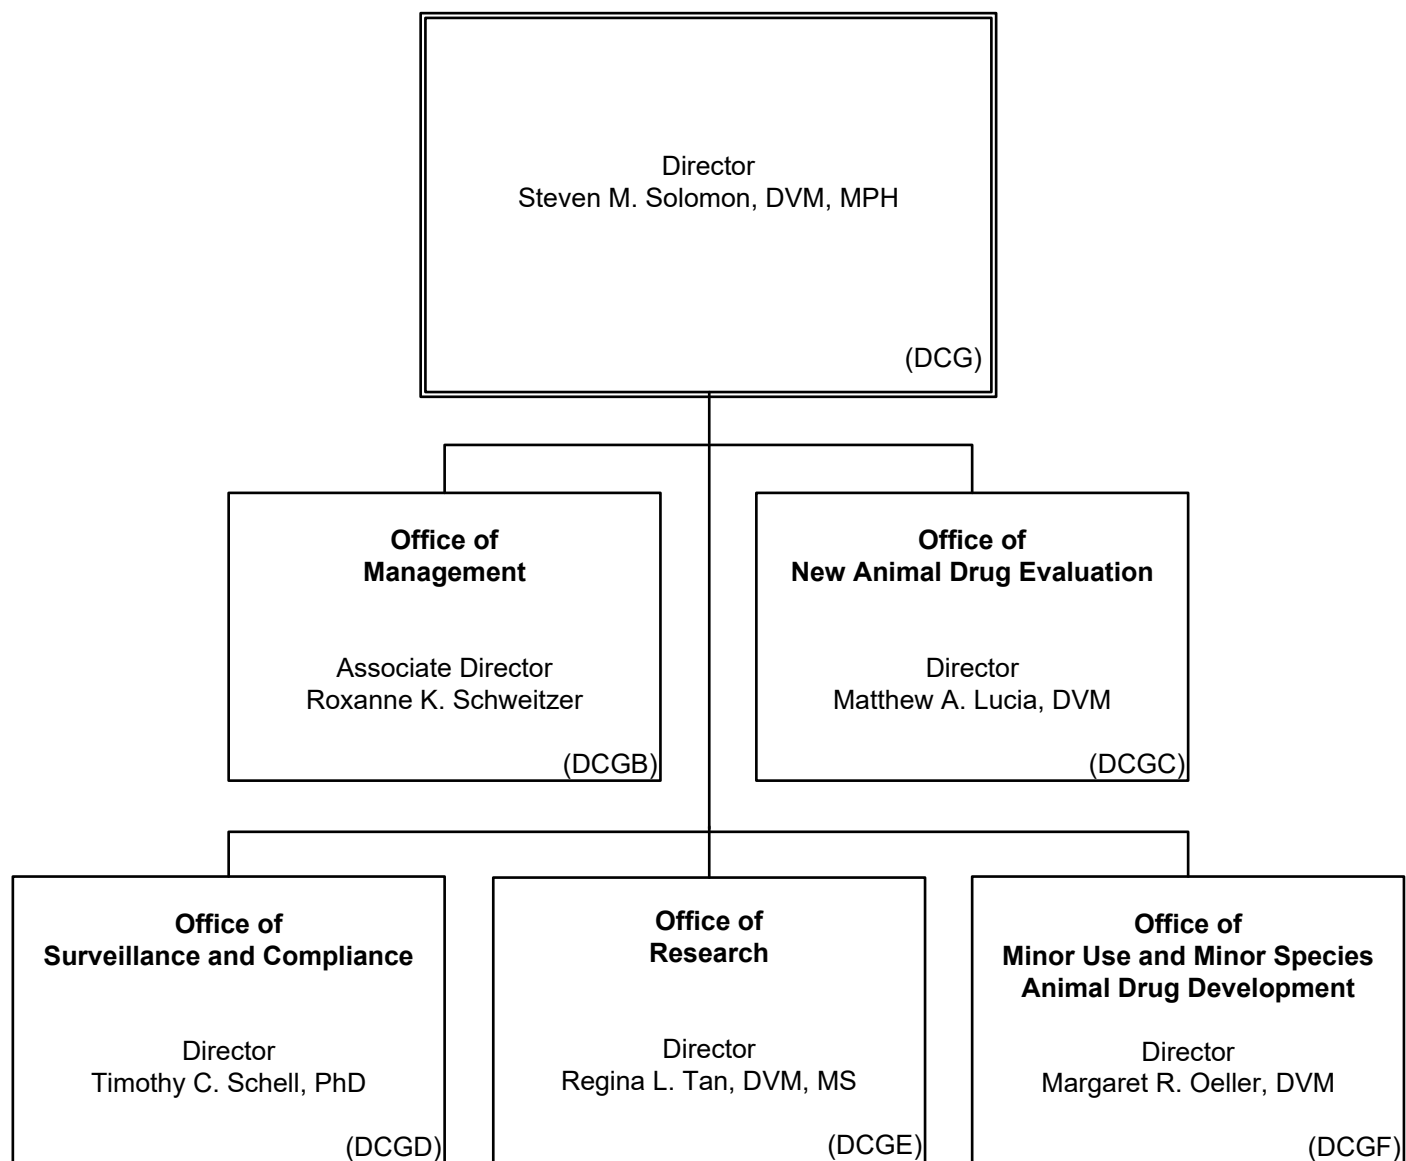 Director
Steven M. Solomon, DVM, MPH
(DCG)
Office of
Management
Associate Director
Roxanne K. Schweitzer
(DCGB)
Office of
New Animal Drug Evaluation
Director
Matthew A. Lucia, DVM
(DCGC)
Office of
Surveillance and Compliance
Director
Timothy C. Schell, PhD
(DCGD)
Office of
Research
Director
Regina L. Tan, DVM, MS
(DCGE)
Office of
Minor Use and Minor Species
Animal Drug Development
Director
Margaret R. Oeller, DVM
(DCGF)